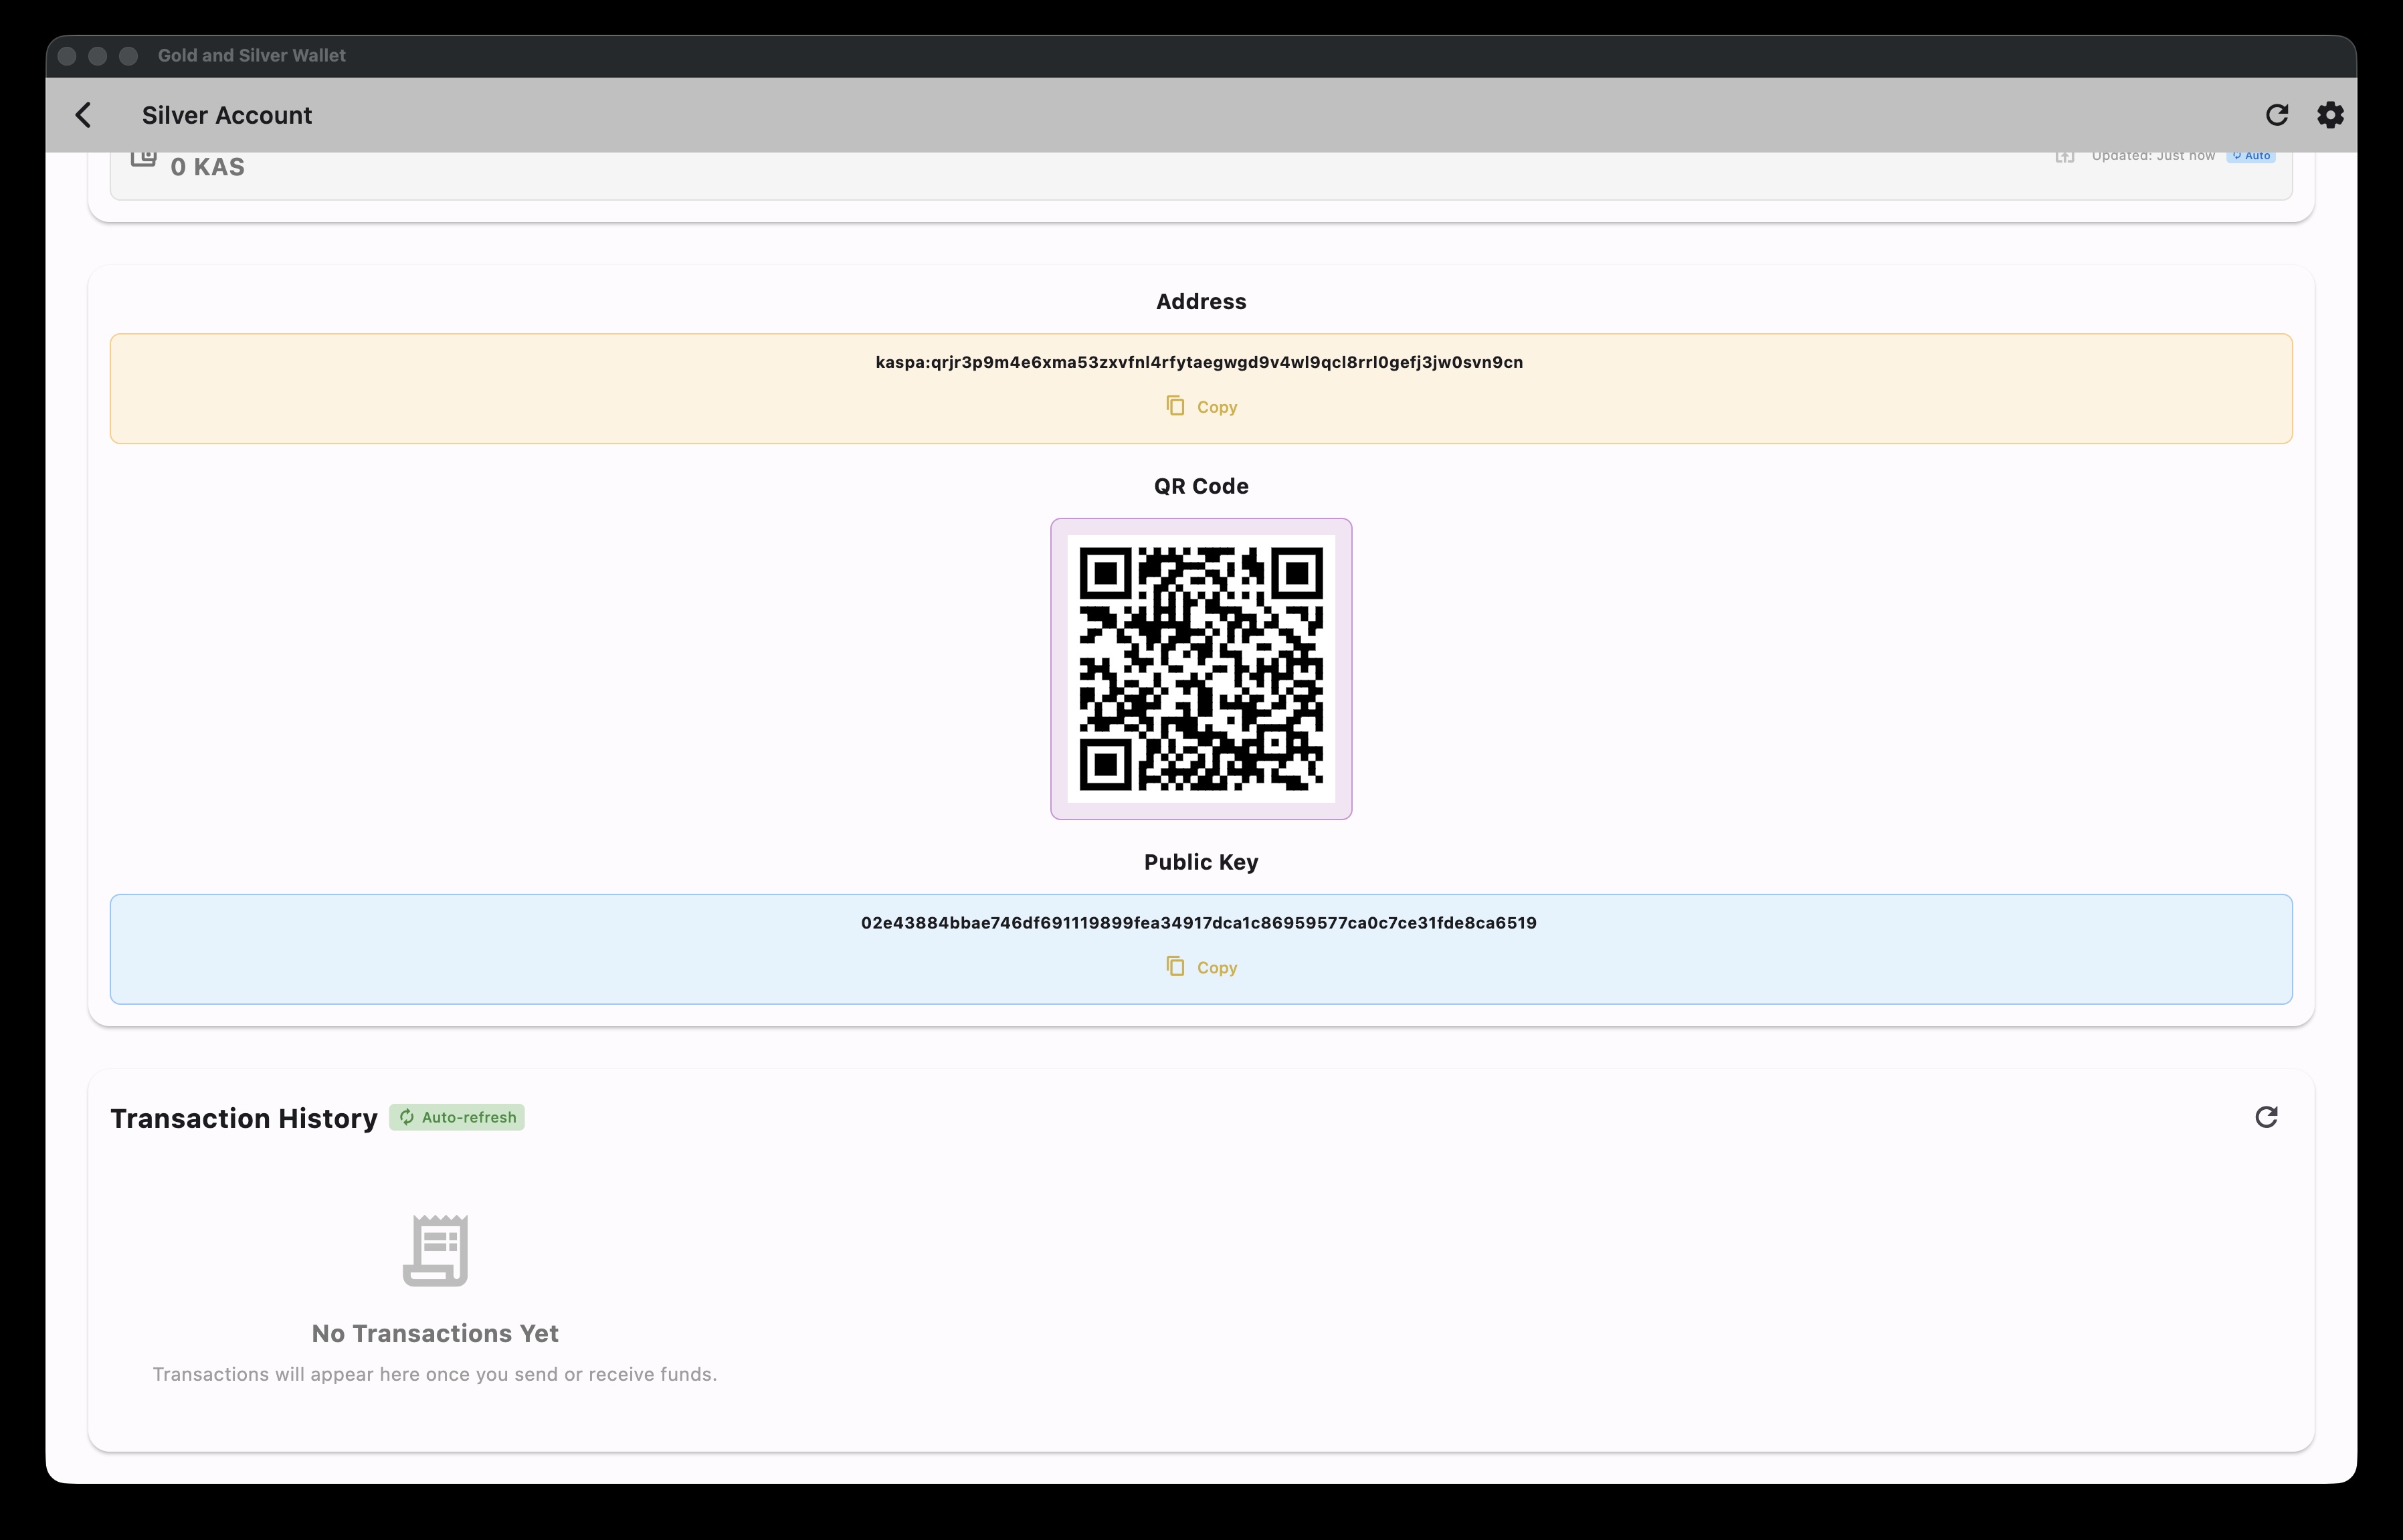 Gold and Silver Wallet
Silver Account
0 KAS
Updated: Just now
Auto
Address
kaspa:qrjr3p9m4e6xma53zxvfnl4rfytaegwgd9v4wl9qcl8rrl0gefj3jw0svn9cn
Copy
QR Code
Public Key
02e43884bbae746df691119899fea34917dca1c86959577ca0c7ce31fde8ca6519
Copy
Transaction History
Auto-refresh
No Transactions Yet
Transactions will appear here once you send or receive funds.